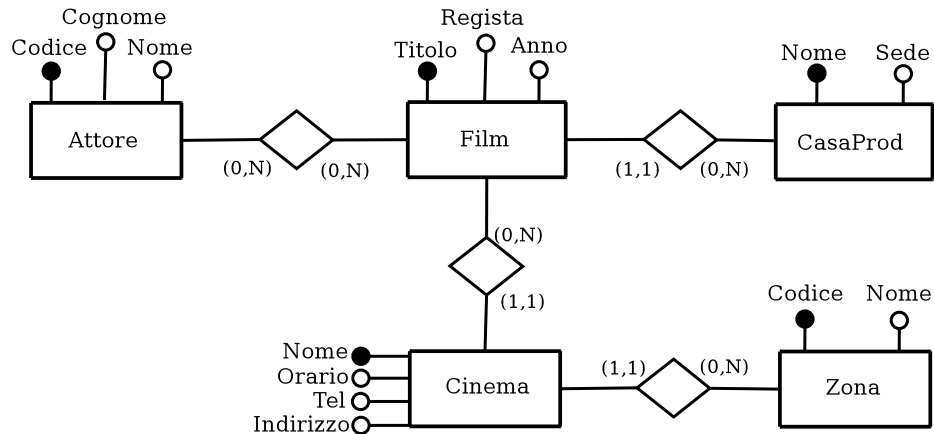 Cognome
Codice
Nome
Attore
(0,N)
(0,N)
Regista
Titolo
Anno
Film
(1,1)
(0,N)
Nome
Sede
CasaProd
(0,N)
(1,1)
Nome
Orario
Tel
Indirizzo
Cinema
(1,1)
(0,N)
Codice
Nome
Zona